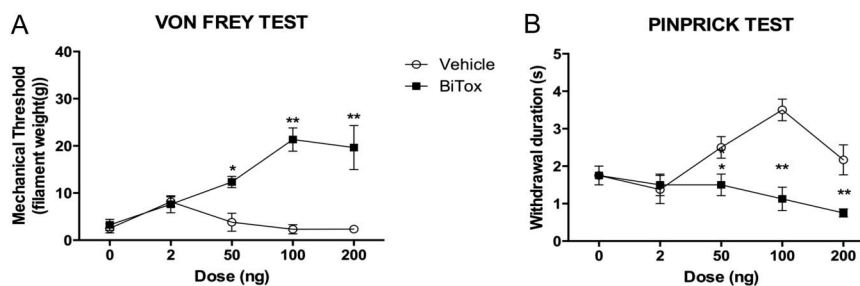 A
VON FREY TEST
Mechanical Threshold
(filament weight(g))
40
30
20
10
0
*
**
**
0 2 50 100 200
Dose (ng)
Vehicle
BiTox
B
PINPRICK TEST
Withdrawal duration (s)
5
4
3
2
1
0
*
*
**
**
0 2 50 100 200
Dose (ng)